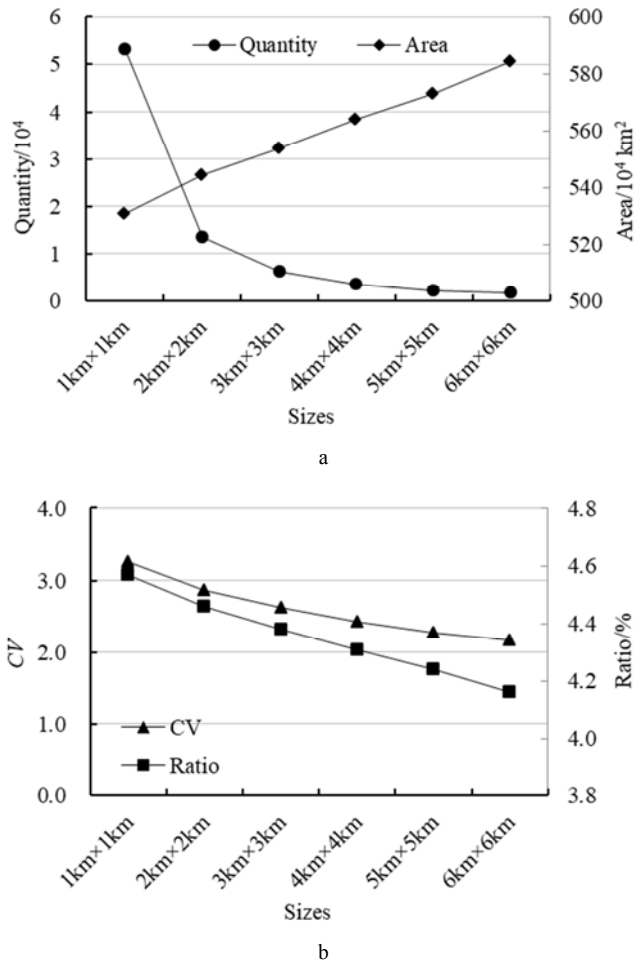 6 600
Quantity Area
5 580
4 560
3 540
2 520
1
0 500
Quantity/10⁴
Area/10⁴ km²
1km×1km
2km×2km
3km×3km
4km×4km
5km×5km
6km×6km
Sizes
a
4.0 4.8
4.6
3.0
4.4
2.0
4.2
1.0 4.0
CV
Ratio
0.0 3.8
CV
Ratio/%
1km×1km
2km×2km
3km×3km
4km×4km
5km×5km
6km×6km
Sizes
b